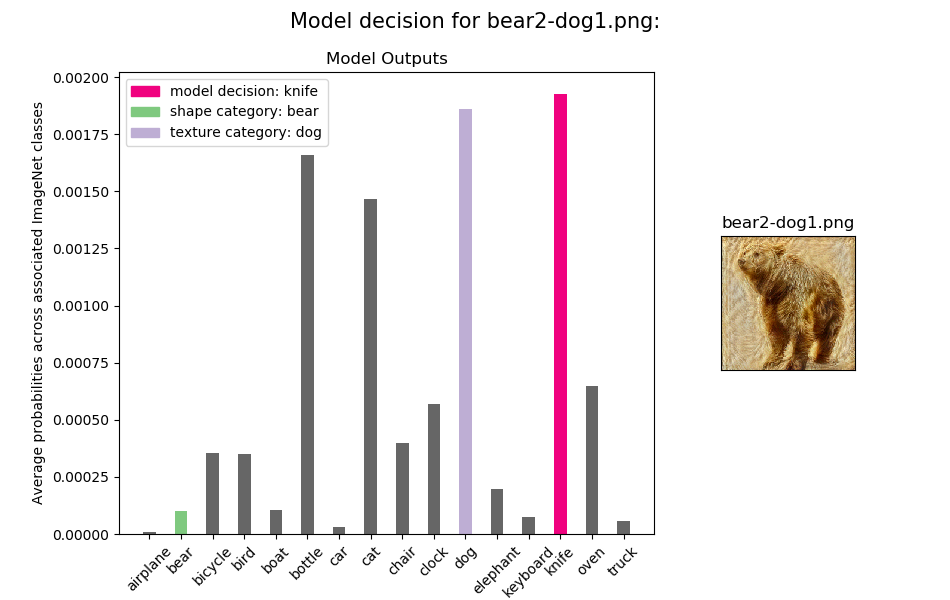 Model decision for bear2-dog1.png:
Model Outputs
model decision: knife
shape category: bear
texture category: dog
Average probabilities across associated ImageNet classes
0.00200
0.00175
0.00150
0.00125
0.00100
0.00075
0.00050
0.00025
0.00000
airplane
bear
bicycle
bird
boat
bottle
car
cat
chair
clock
dog
elephant
keyboard
knife
oven
truck
bear2-dog1.png